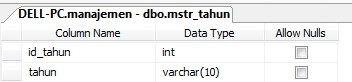 DELL-PC.manajemen - dbo.mstr_tahun
Column Name Data Type Allow Nulls
id_tahun int
tahun varchar(10)